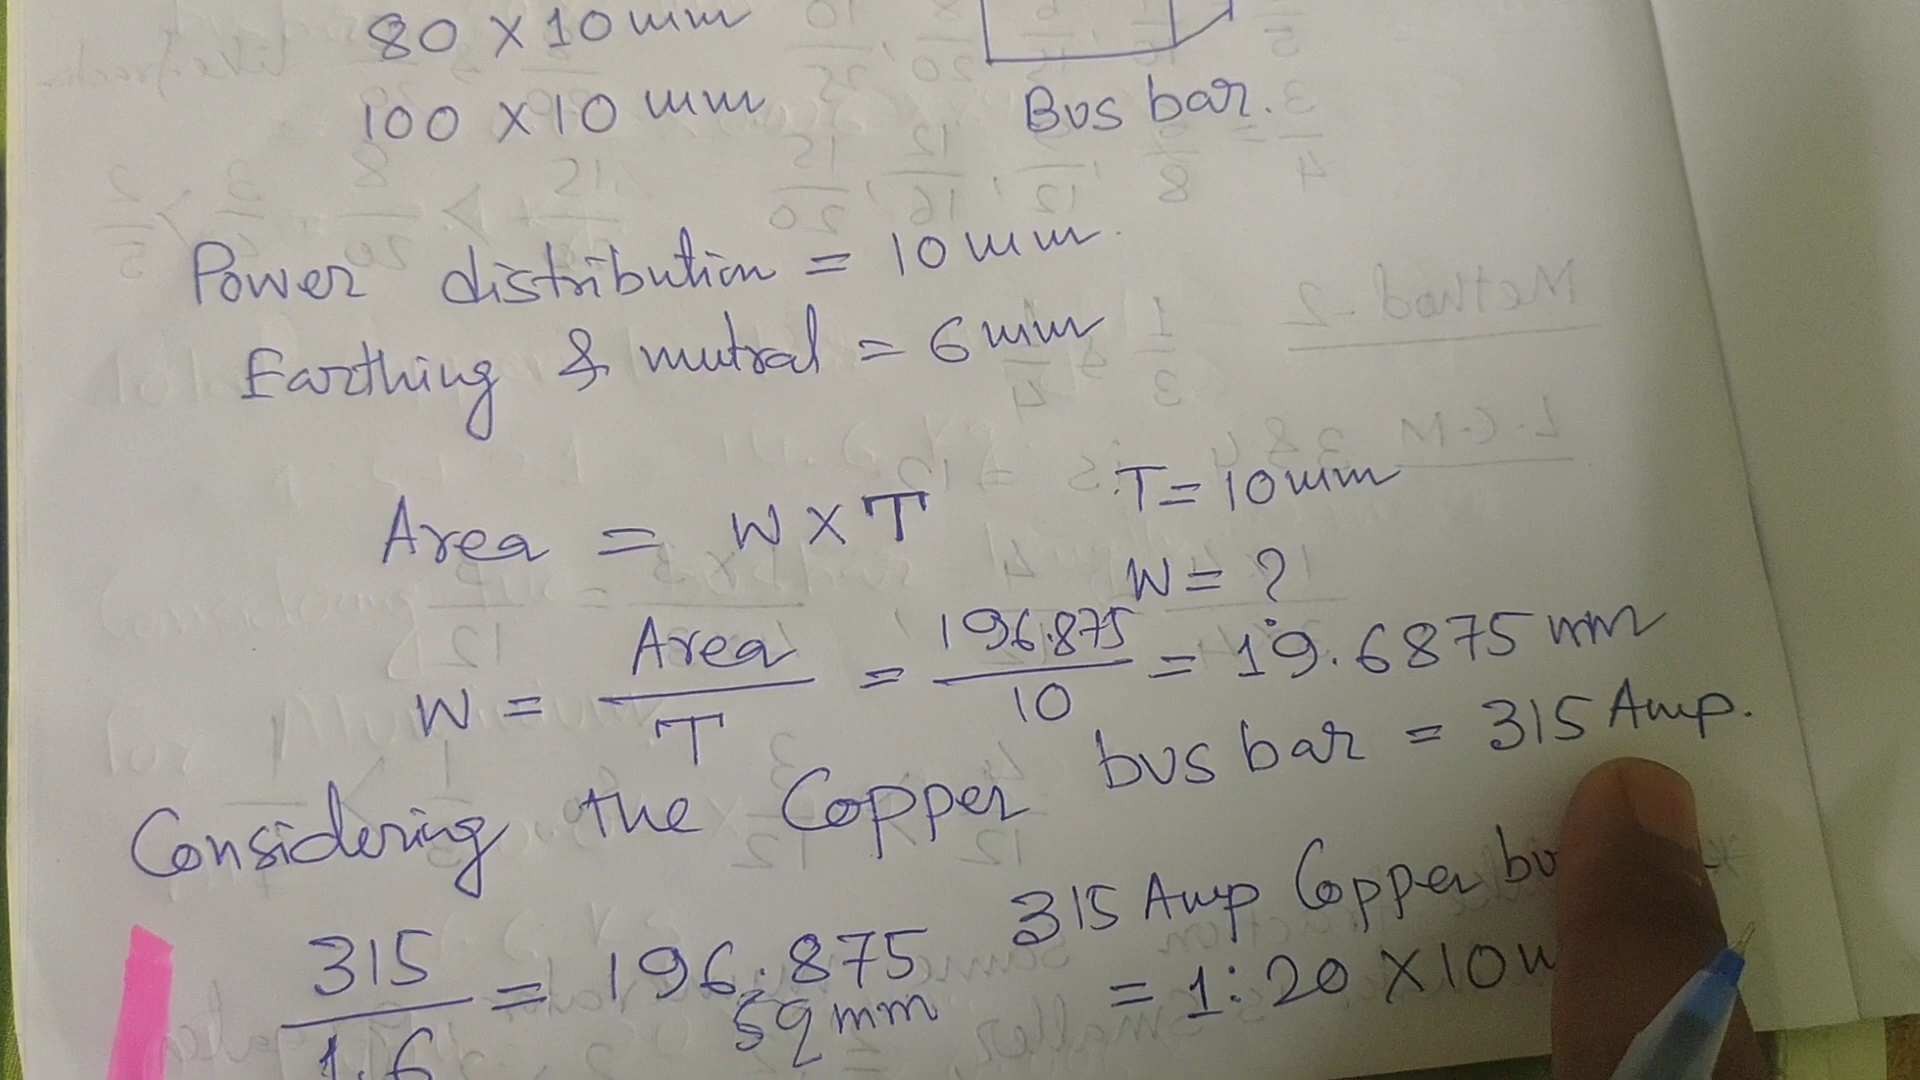 80 X 10 mm
100 X 10 mm
Bus bar.
Power distribution = 10 mm.
Earthing & nutral = 6 mm
Area = W X T
T = 10 mm
W = ?
W = Area / T = 196.875 / 10 = 19.6875 mm
Considering the Copper bus bar = 315 Amp.
315 / 1.6 = 196.875 sq mm
315 Amp Copper bu
= 1: 20 X 10